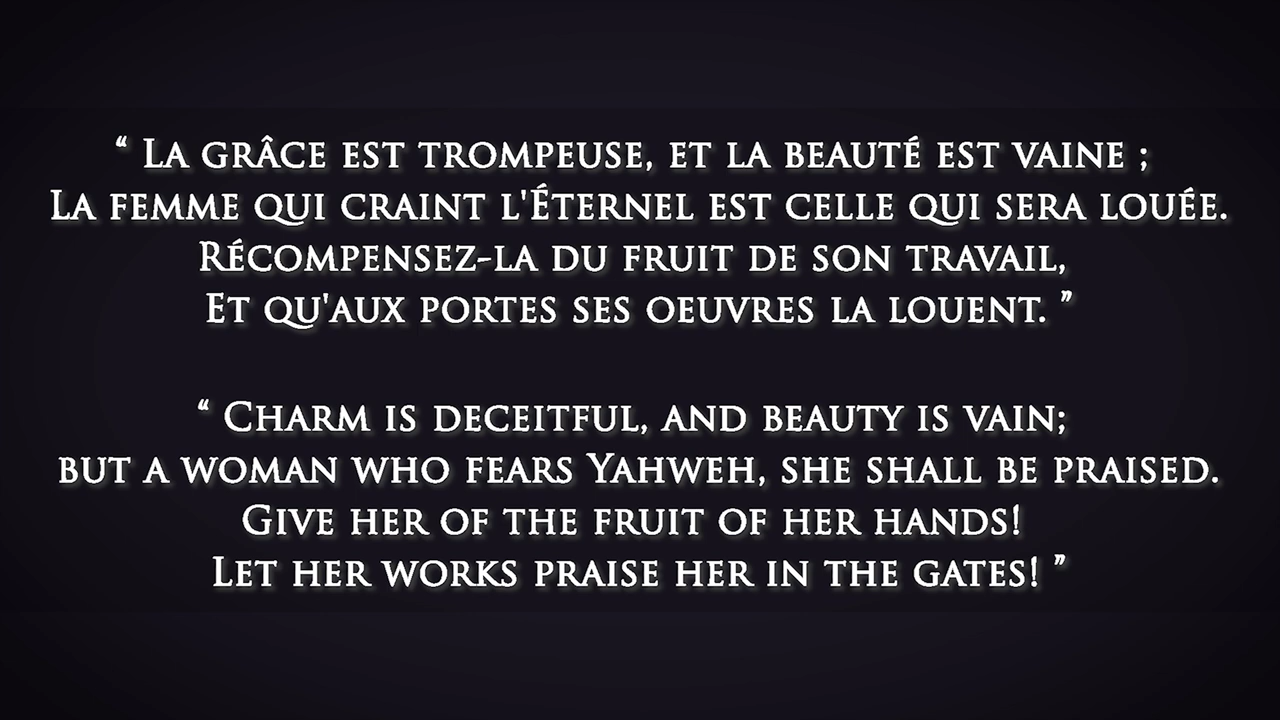 “ La grâce est trompeuse, et la beauté est vaine ;
La femme qui craint l'Éternel est celle qui sera louée.
Récompensez-la du fruit de son travail,
Et qu'aux portes ses oeuvres la louent. ”
“ Charm is deceitful, and beauty is vain;
but a woman who fears Yahweh, she shall be praised.
Give her of the fruit of her hands!
Let her works praise her in the gates! ”